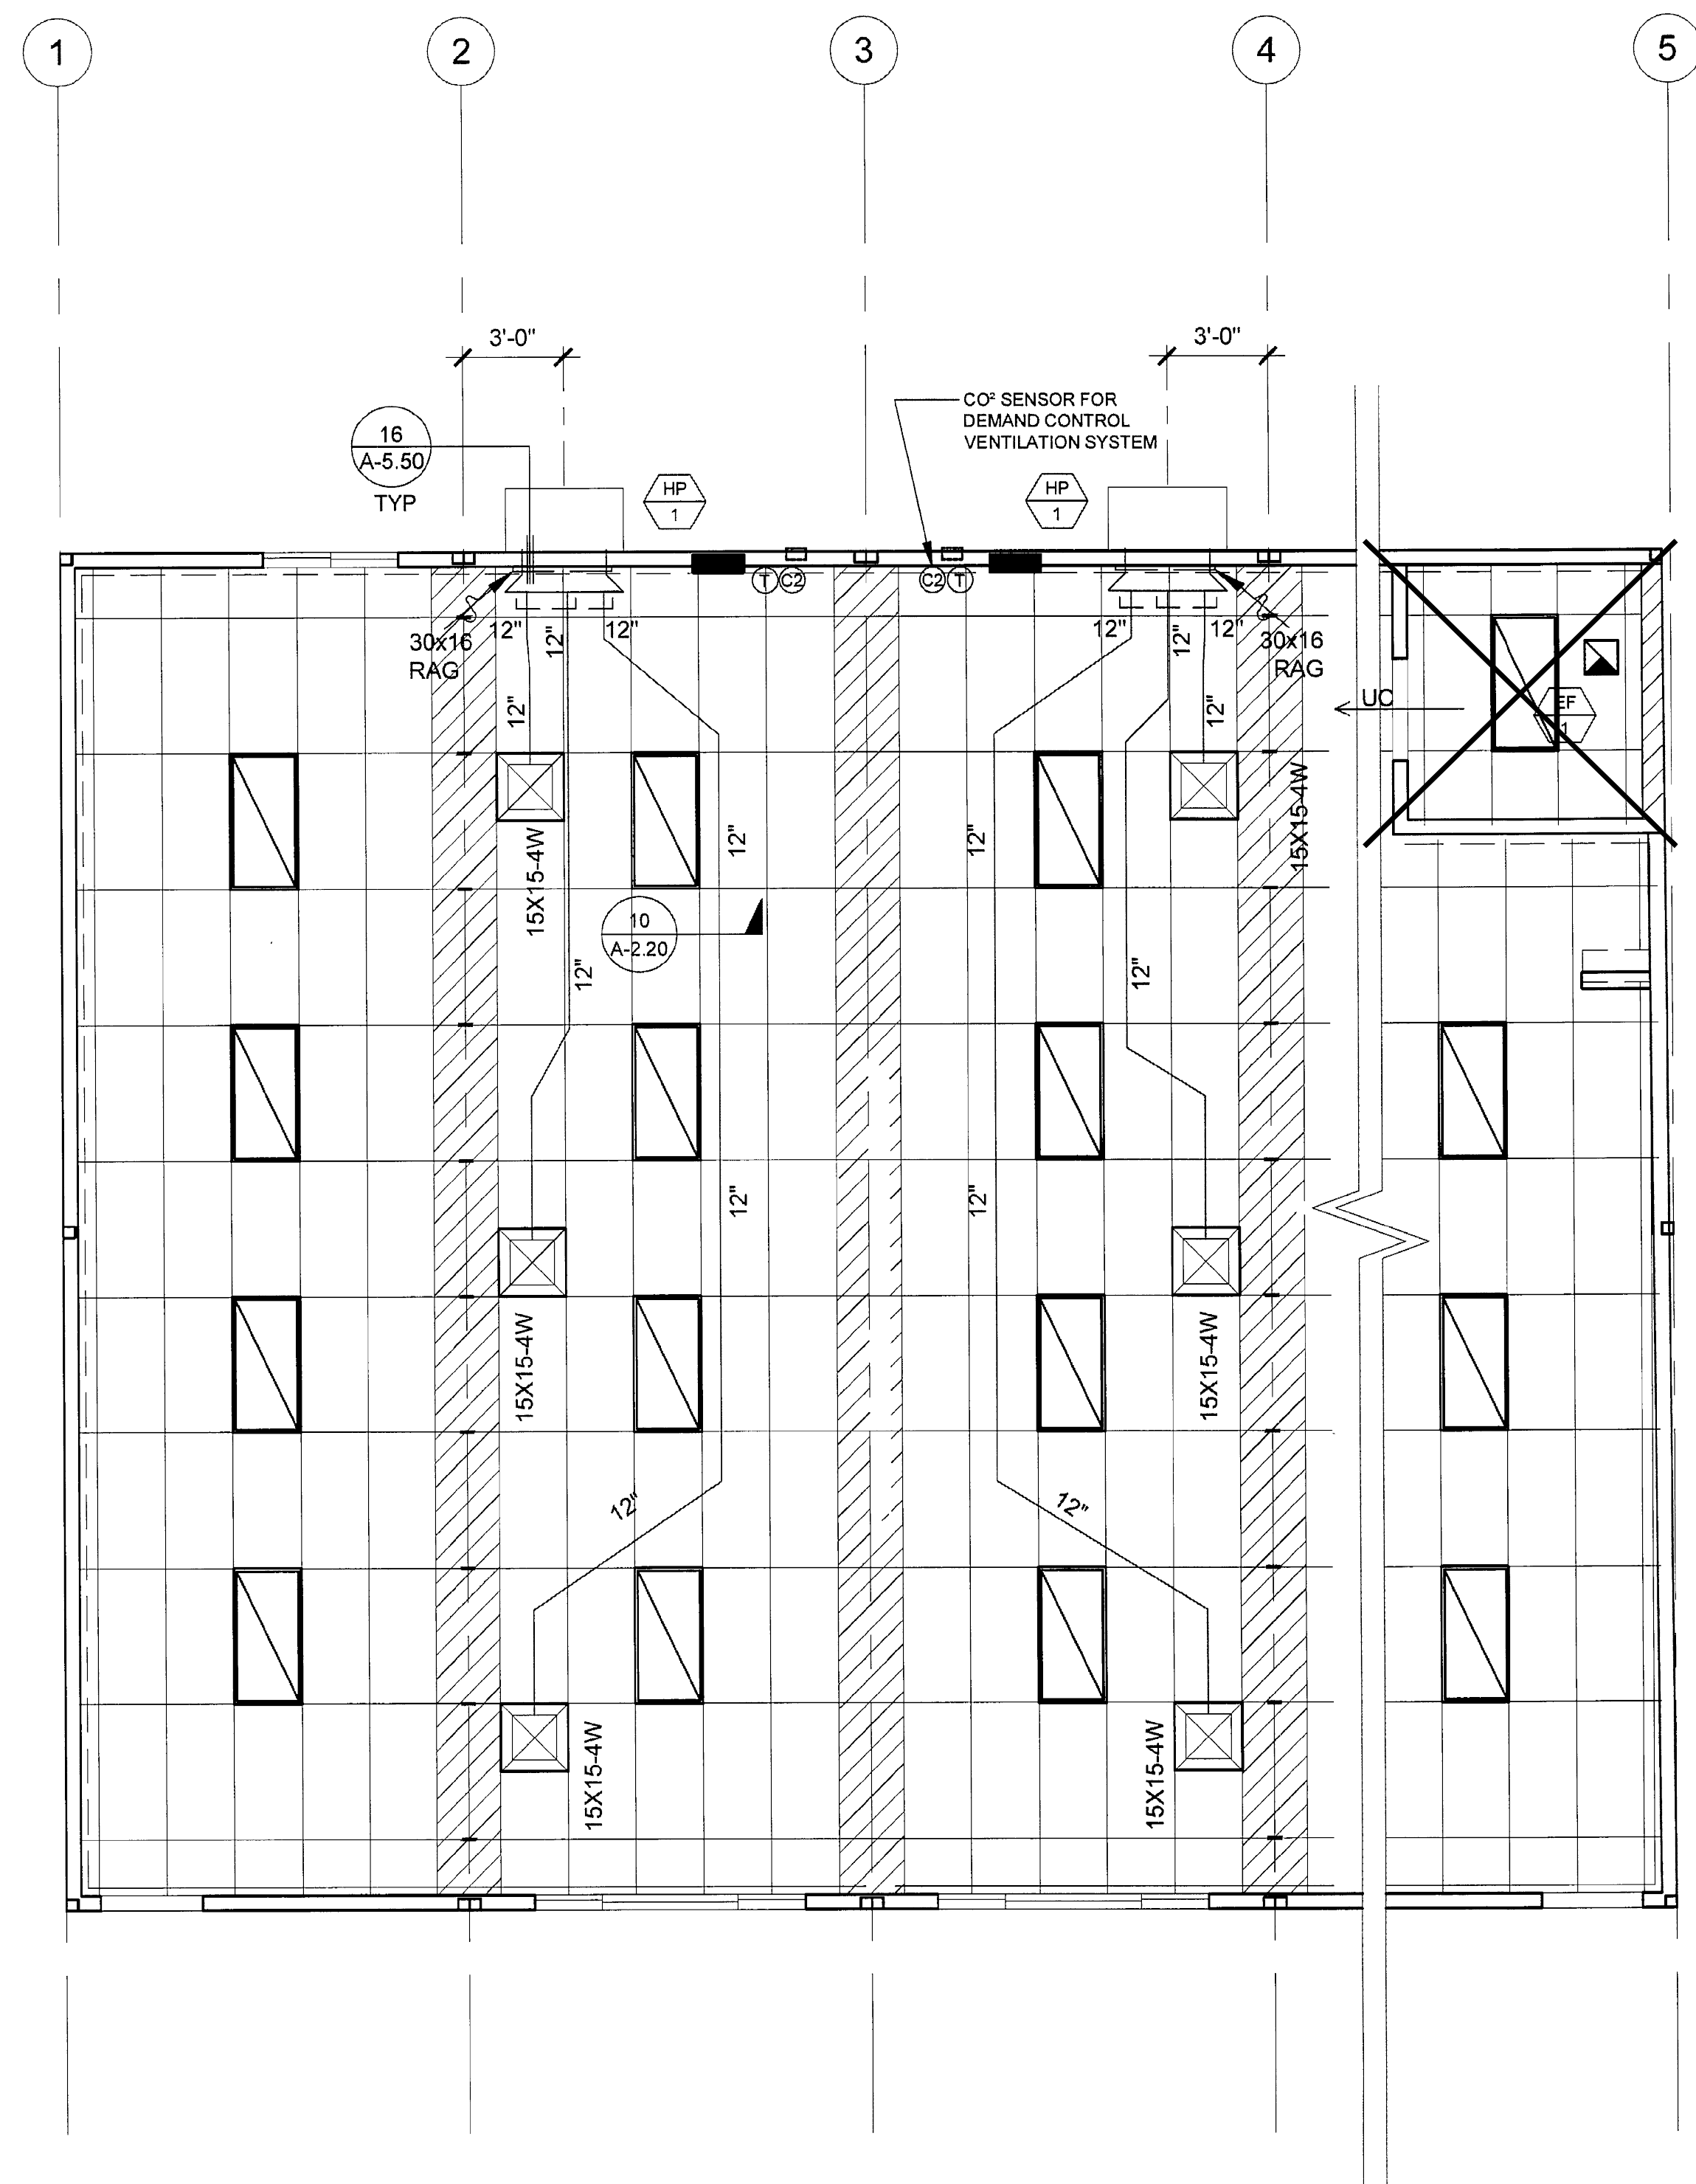 1
2
3
4
5
3'-0"
3'-0"
CO² SENSOR FOR
DEMAND CONTROL
VENTILATION SYSTEM
16
A-5.50
TYP
HP
1
HP
1
T
C2
C2
T
30x16
RAG
12"
12"
12"
12"
12"
12"
30x16
RAG
12"
12"
UC
EF
1
15X15-4W
12"
12"
15X15-4W
10
A-2.20
12"
12"
12"
12"
15X15-4W
15X15-4W
12"
12"
15X15-4W
15X15-4W